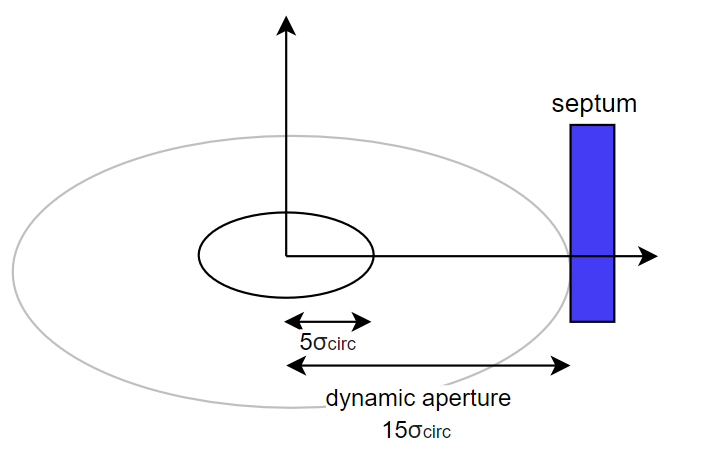 septum
5σcirc
dynamic aperture
15σcirc